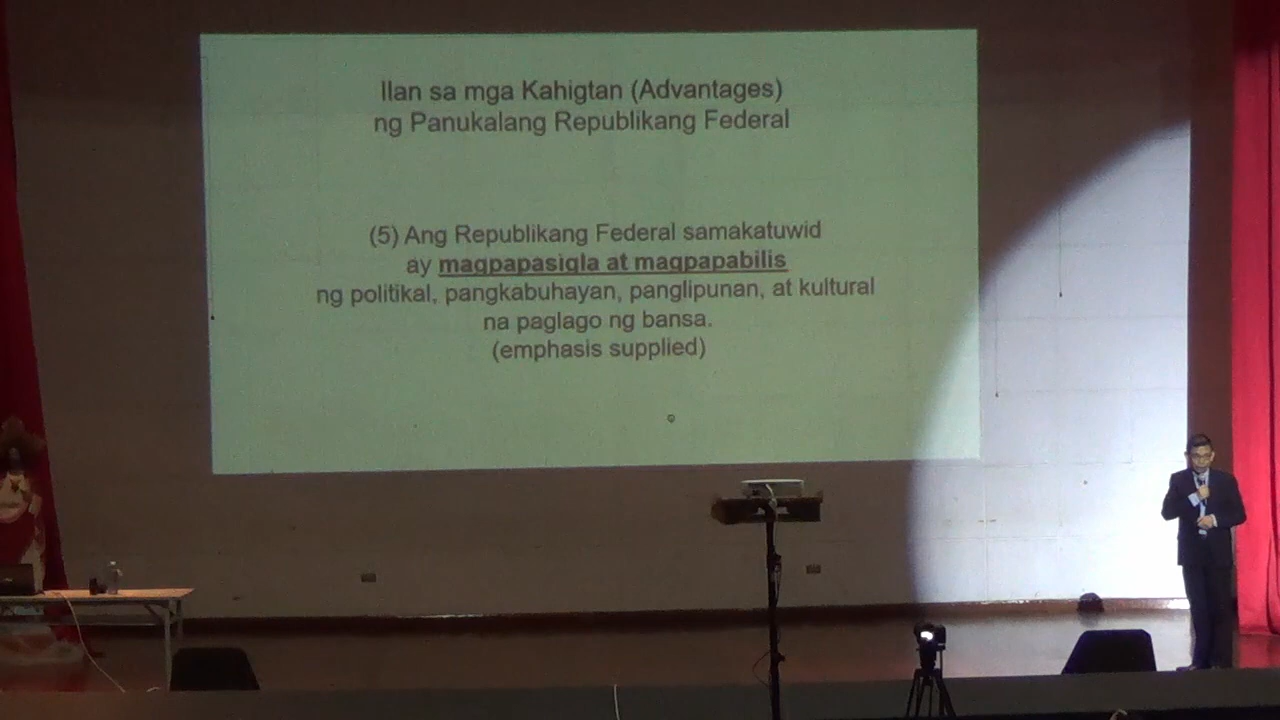 Ilan sa mga Kahigtan (Advantages)
ng Panukalang Republikang Federal
(5) Ang Republikang Federal samakatuwid
ay magpapasigla at magpapabilis
ng politikal, pangkabuhayan, panglipunan, at kultural
na paglago ng bansa.
(emphasis supplied)